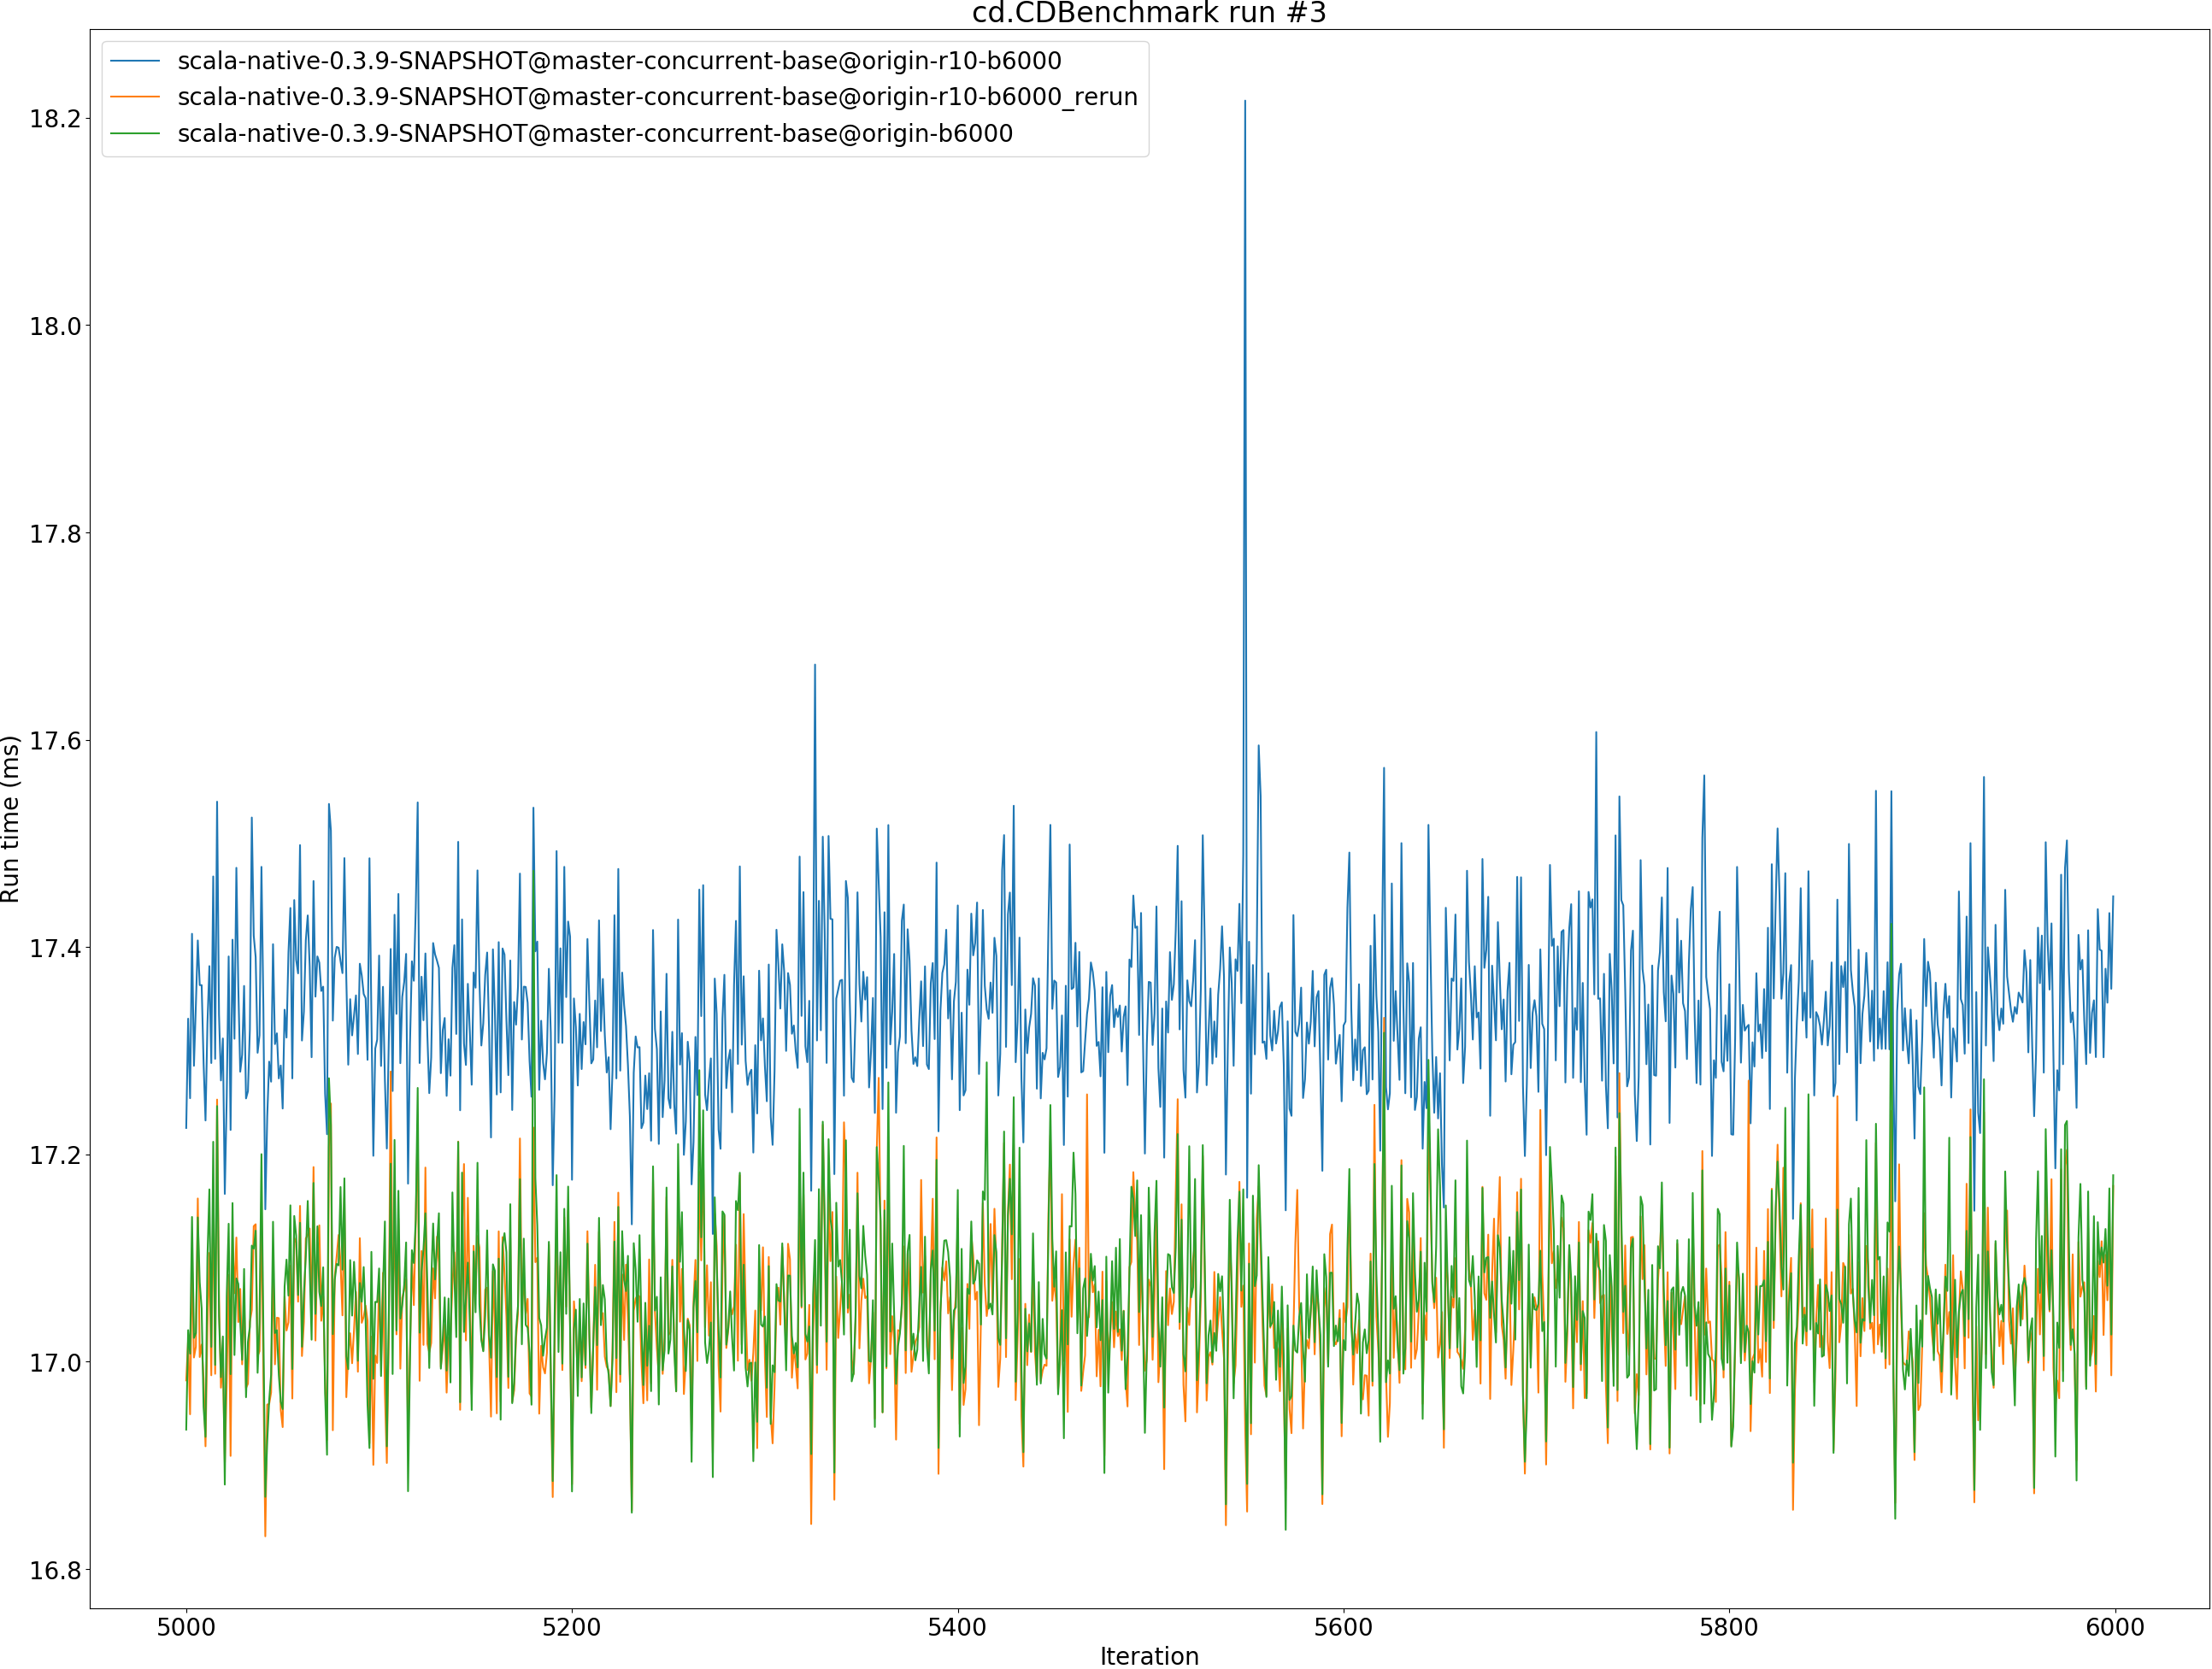 cd.CDBenchmark run #3
scala-native-0.3.9-SNAPSHOT@master-concurrent-base@origin-r10-b6000
scala-native-0.3.9-SNAPSHOT@master-concurrent-base@origin-r10-b6000_rerun
scala-native-0.3.9-SNAPSHOT@master-concurrent-base@origin-b6000
18.2
18.0
17.8
17.6
17.4
17.2
17.0
16.8
Run time (ms)
5000 5200 5400 5600 5800 6000
Iteration